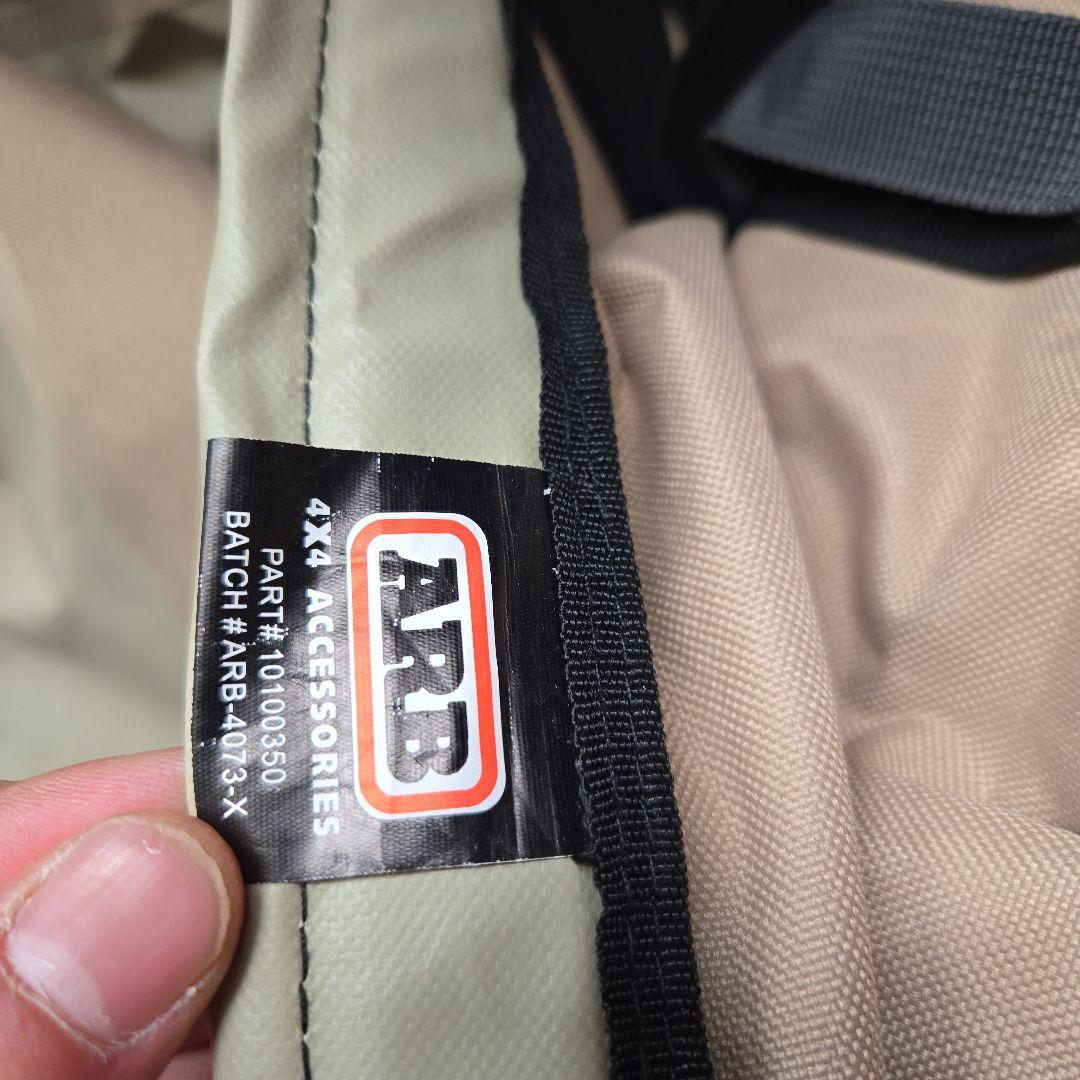 ARB
4X4 ACCESSORIES
PART# 10100350
BATCH # ARB-4073-X